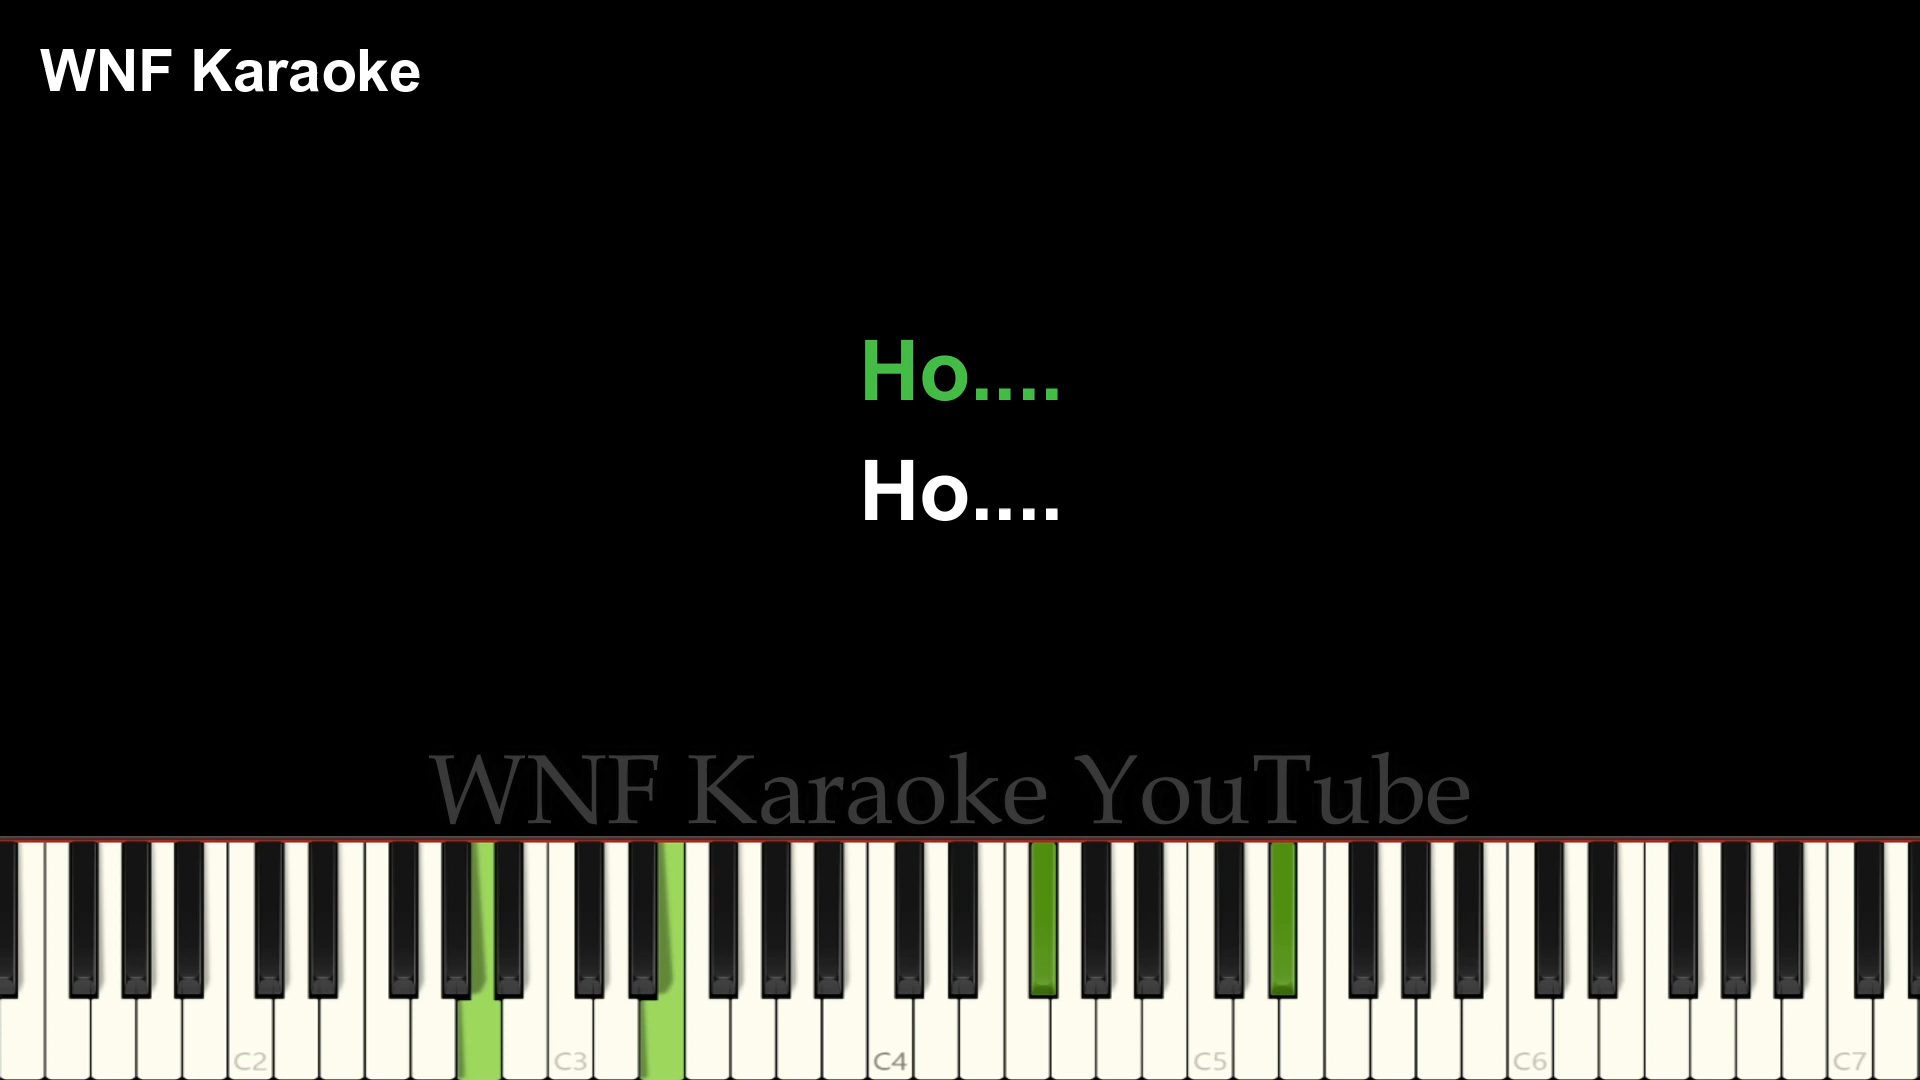 WNF Karaoke
Ho....
Ho....
WNF Karaoke YouTube
C2 C3 C4 C5 C6 C7